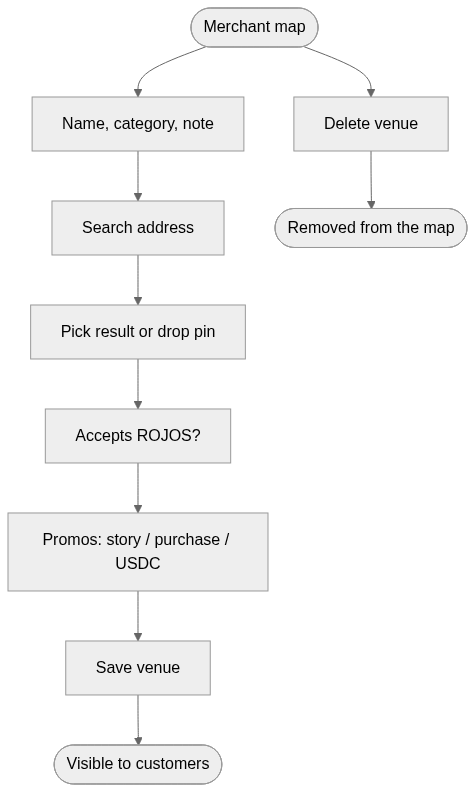 Merchant map
Name, category, note
Delete venue
Search address
Removed from the map
Pick result or drop pin
Accepts ROJOS?
Promos: story / purchase /
USDC
Save venue
Visible to customers